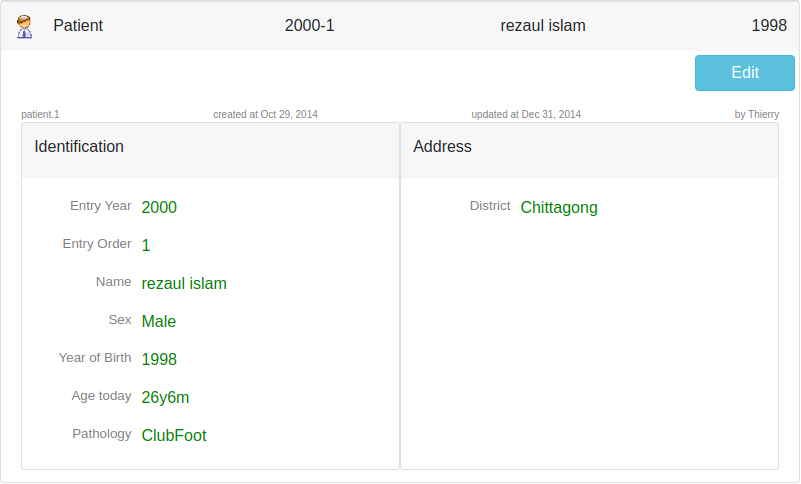 Patient 2000-1 rezaul islam 1998
Edit
patient.1 created at Oct 29, 2014 updated at Dec 31, 2014 by Thierry
Identification
Entry Year 2000
Entry Order 1
Name rezaul islam
Sex Male
Year of Birth 1998
Age today 26y6m
Pathology ClubFoot
Address
District Chittagong